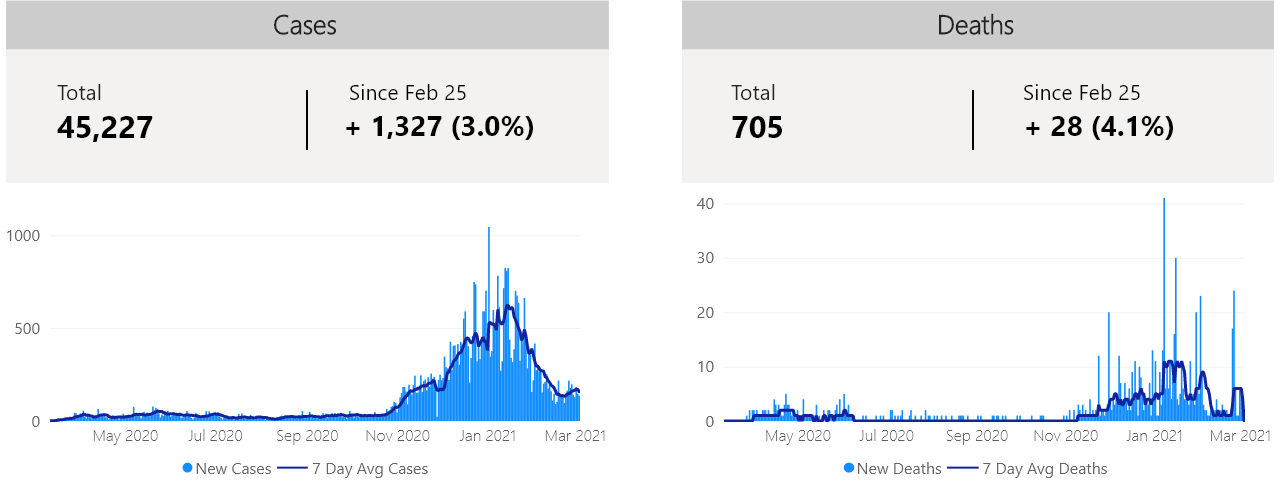 Cases
Total
Since Feb 25
45,227
+ 1,327 (3.0%)
1000
500
0
May 2020 Jul 2020 Sep 2020 Nov 2020 Jan 2021 Mar 2021
New Cases 7 Day Avg Cases
Deaths
Total
Since Feb 25
705
+ 28 (4.1%)
40
30
20
10
0
May 2020 Jul 2020 Sep 2020 Nov 2020 Jan 2021 Mar 2021
New Deaths 7 Day Avg Deaths